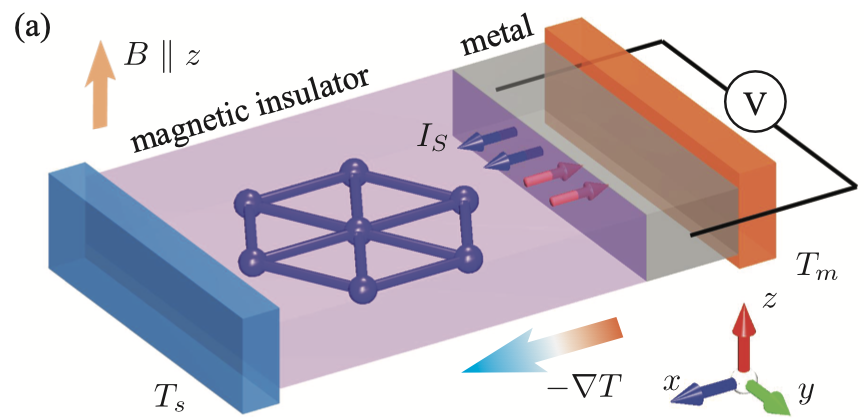 (a)
B ∥ z
magnetic insulator
metal
V
I_S
T_m
T_s
−∇T
x
y
z